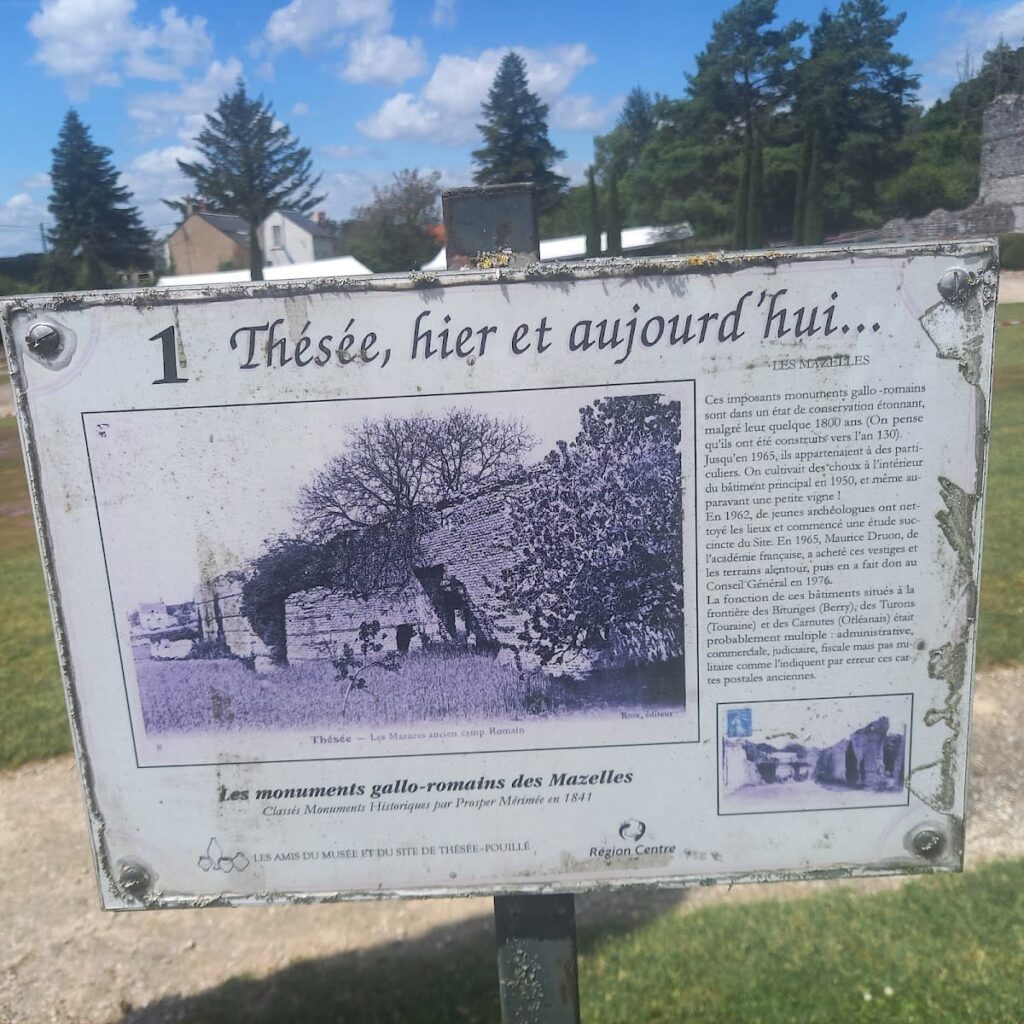 1
Thésée, hier et aujourd'hui...
LES MAZELLES
Ces imposants monuments gallo-romains
sont dans un état de conservation étonnant,
malgré leur quelque 1800 ans (On pense
qu'ils ont été construits vers l'an 130).
Jusqu'en 1965, ils appartenaient à des parti-
culiers. On cultivait des choux à l'intérieur
du bâtiment principal en 1950, et même au-
paravant une petite vigne !
En 1962, de jeunes archéologues ont net-
toyé les lieux et commencé une étude suc-
cincte du Site. En 1965, Maurice Druon, de
l'académie française, a acheté ces vestiges et
les terrains alentour, puis en a fait don au
Conseil Général en 1976.
La fonction de ces bâtiments situés à la
frontière des Bituriges (Berry), des Turons
(Touraine) et des Carnutes (Orléanais) était
probablement multiple : administrative,
commerciale, judiciaire, fiscale mais pas mi-
litaire comme l'indiquent par erreur ces car-
tes postales anciennes.
8
Thésée — Les Mazures ancien camp Romain
Rore, éditeur
Les monuments gallo-romains des Mazelles
Classés Monuments Historiques par Prosper Mérimée en 1841
LES AMIS DU MUSÉE ET DU SITE DE THÉSÉE-POUILLÉ
Région Centre